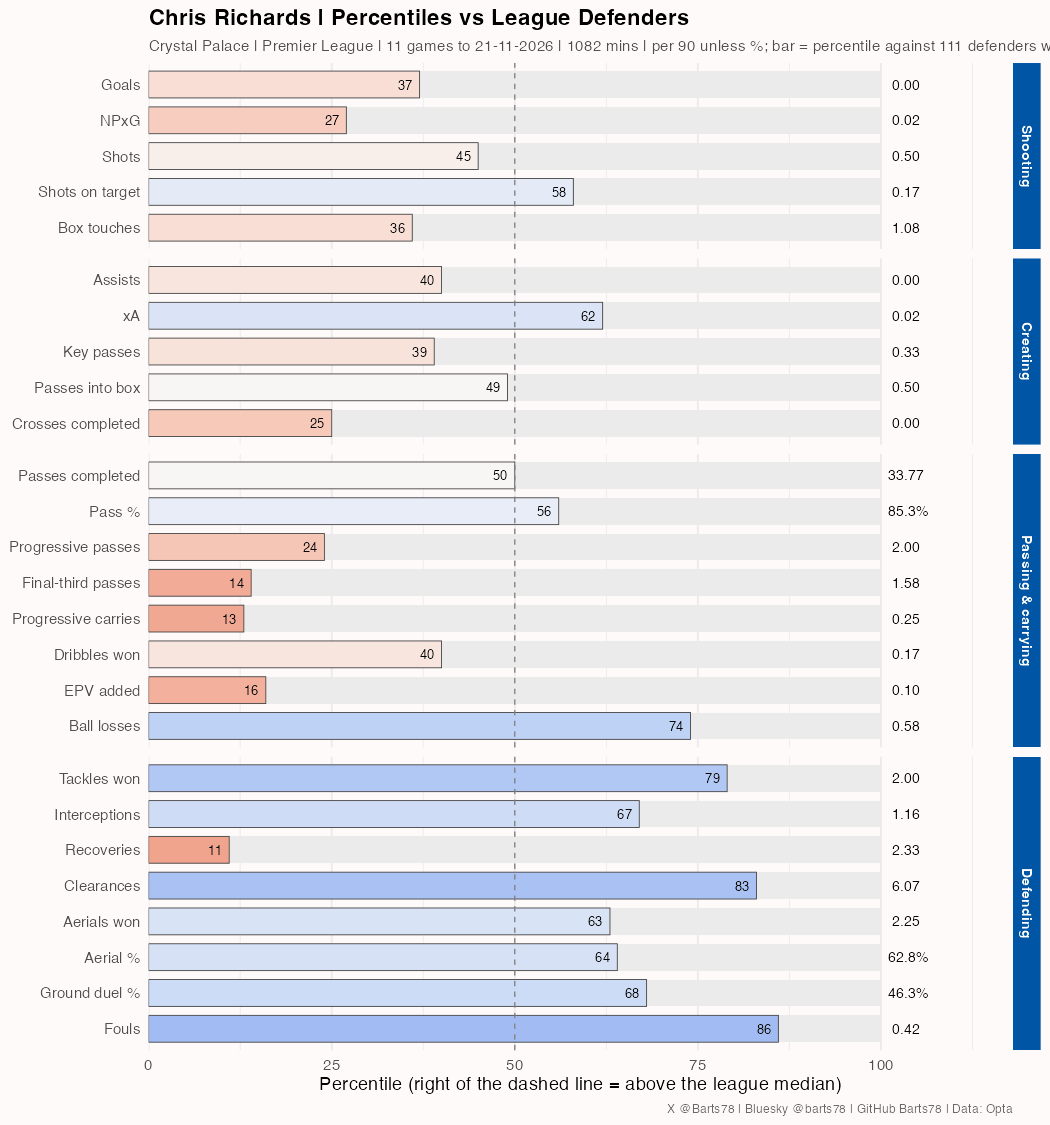 Chris Richards | Percentiles vs League Defenders
Crystal Palace | Premier League | 11 games to 21-11-2026 | 1082 mins | per 90 unless %; bar = percentile against 111 defenders w
Goals 37 0.00
NPxG 27 0.02
Shots 45 0.50
Shots on target 58 0.17
Box touches 36 1.08
Shooting
Assists 40 0.00
xA 62 0.02
Key passes 39 0.33
Passes into box 49 0.50
Crosses completed 25 0.00
Creating
Passes completed 50 33.77
Pass % 56 85.3%
Progressive passes 24 2.00
Final-third passes 14 1.58
Progressive carries 13 0.25
Dribbles won 40 0.17
EPV added 16 0.10
Ball losses 74 0.58
Passing & carrying
Tackles won 79 2.00
Interceptions 67 1.16
Recoveries 11 2.33
Clearances 83 6.07
Aerials won 63 2.25
Aerial % 64 62.8%
Ground duel % 68 46.3%
Fouls 86 0.42
Defending
0 25 50 75 100
Percentile (right of the dashed line = above the league median)
X @Barts78 | Bluesky @barts78 | GitHub Barts78 | Data: Opta